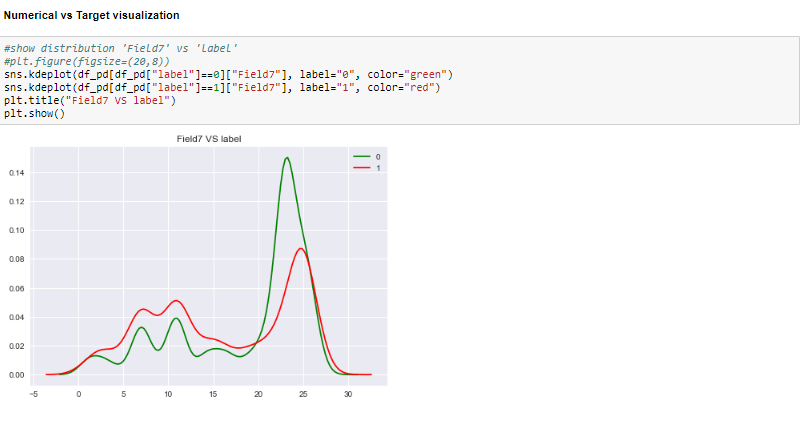 Numerical vs Target visualization
#show distribution 'Field7' vs 'label'
#plt.figure(figsize=(20,8))
sns.kdeplot(df_pd[df_pd["label"]==0]["Field7"], label="0", color="green")
sns.kdeplot(df_pd[df_pd["label"]==1]["Field7"], label="1", color="red")
plt.title("Field7 VS label")
plt.show()
Field7 VS label
0
1
0.14
0.12
0.10
0.08
0.06
0.04
0.02
0.00
−5 0 5 10 15 20 25 30